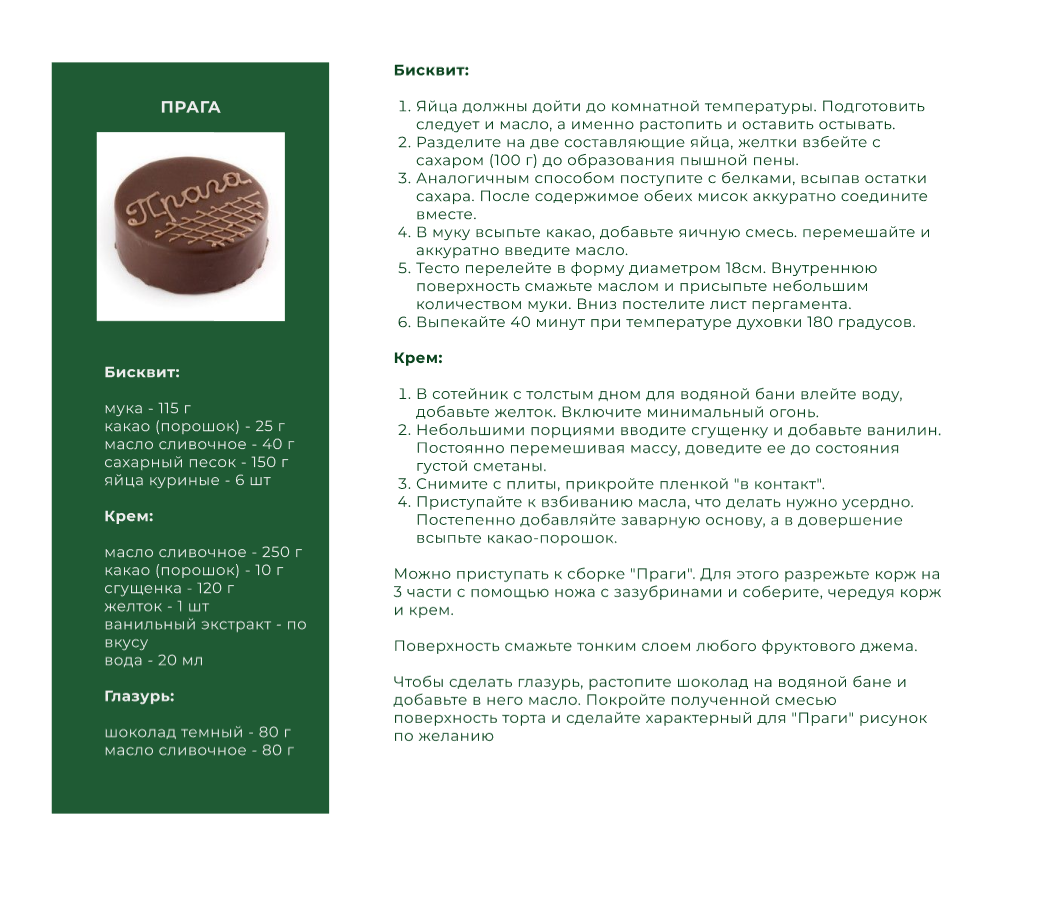 ПРАГА
Прага
Бисквит:
мука - 115 г
какао (порошок) - 25 г
масло сливочное - 40 г
сахарный песок - 150 г
яйца куриные - 6 шт
Крем:
масло сливочное - 250 г
какао (порошок) - 10 г
сгущенка - 120 г
желток - 1 шт
ванильный экстракт - по
вкусу
вода - 20 мл
Глазурь:
шоколад темный - 80 г
масло сливочное - 80 г
Бисквит:
1. Яйца должны дойти до комнатной температуры. Подготовить
следует и масло, а именно растопить и оставить остывать.
2. Разделите на две составляющие яйца, желтки взбейте с
сахаром (100 г) до образования пышной пены.
3. Аналогичным способом поступите с белками, всыпав остатки
сахара. После содержимое обеих мисок аккуратно соедините
вместе.
4. В муку всыпьте какао, добавьте яичную смесь. перемешайте и
аккуратно введите масло.
5. Тесто перелейте в форму диаметром 18см. Внутреннюю
поверхность смажьте маслом и присыпьте небольшим
количеством муки. Вниз постелите лист пергамента.
6. Выпекайте 40 минут при температуре духовки 180 градусов.
Крем:
1. В сотейник с толстым дном для водяной бани влейте воду,
добавьте желток. Включите минимальный огонь.
2. Небольшими порциями вводите сгущенку и добавьте ванилин.
Постоянно перемешивая массу, доведите ее до состояния
густой сметаны.
3. Снимите с плиты, прикройте пленкой "в контакт".
4. Приступайте к взбиванию масла, что делать нужно усердно.
Постепенно добавляйте заварную основу, а в довершение
всыпьте какао-порошок.
Можно приступать к сборке "Праги". Для этого разрежьте корж на
3 части с помощью ножа с зазубринами и соберите, чередуя корж
и крем.
Поверхность смажьте тонким слоем любого фруктового джема.
Чтобы сделать глазурь, растопите шоколад на водяной бане и
добавьте в него масло. Покройте полученной смесью
поверхность торта и сделайте характерный для "Праги" рисунок
по желанию